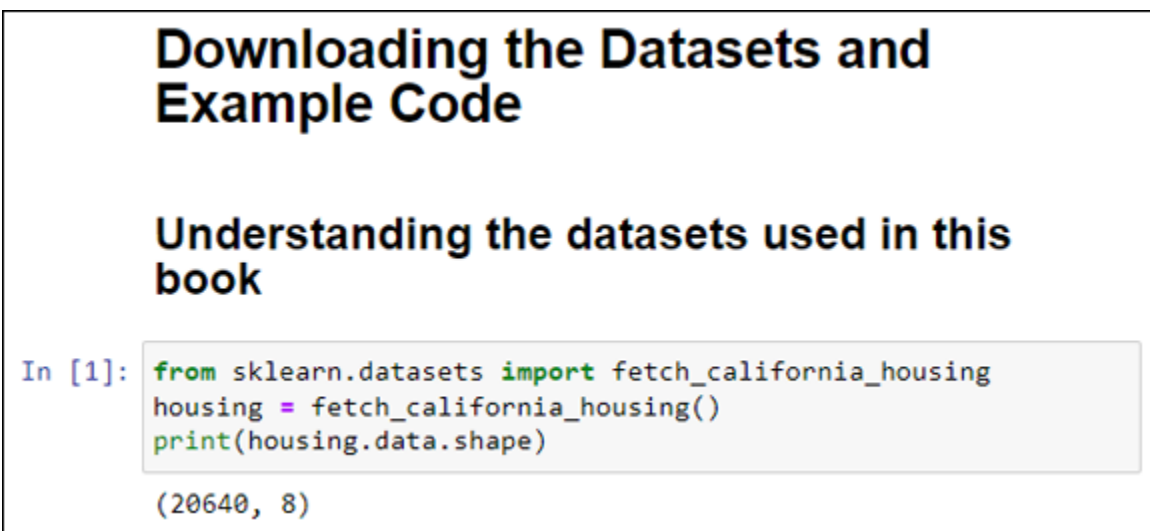 Downloading the Datasets and
Example Code
Understanding the datasets used in this
book
In [1]: from sklearn.datasets import fetch_california_housing
housing = fetch_california_housing()
print(housing.data.shape)
(20640, 8)